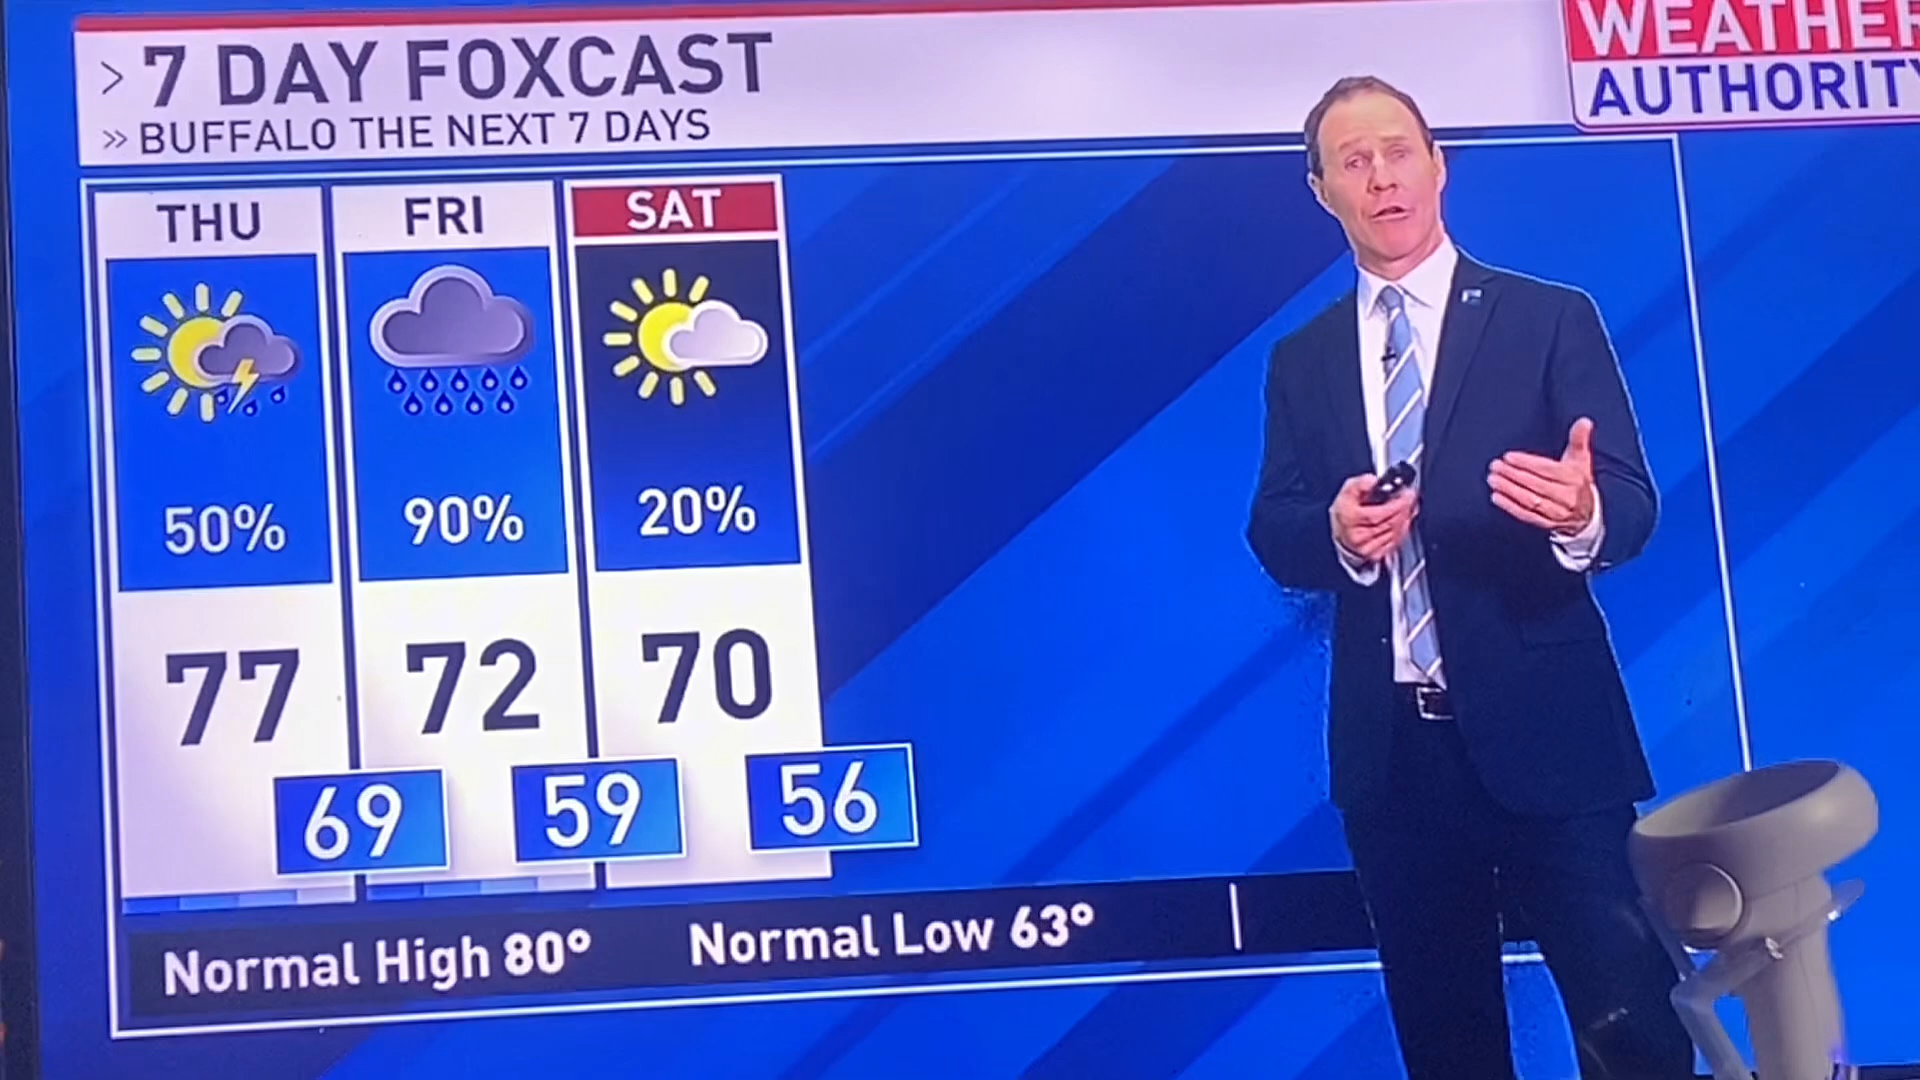 > 7 DAY FOXCAST
» BUFFALO THE NEXT 7 DAYS
WEATHER
AUTHORITY
THU FRI SAT
50% 90% 20%
77 72 70
69 59 56
Normal High 80° Normal Low 63°